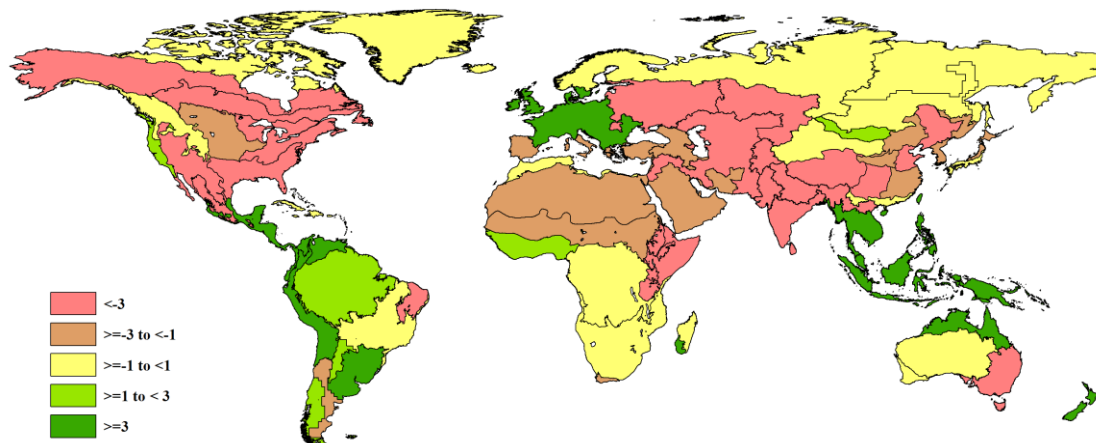 <-3
>=-3 to <-1
>=-1 to <1
>=1 to < 3
>=3